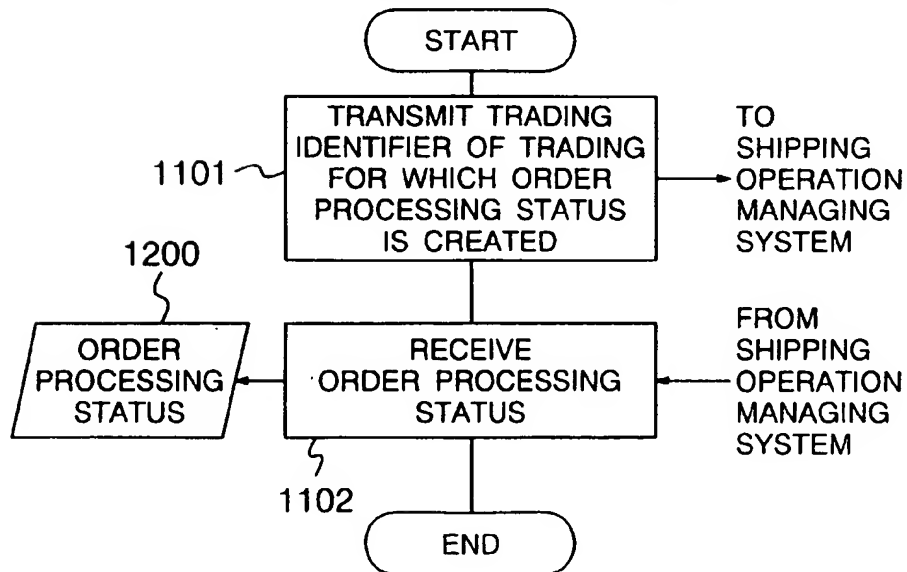 START
TRANSMIT TRADING
IDENTIFIER OF TRADING
FOR WHICH ORDER
PROCESSING STATUS
IS CREATED
1101
TO
SHIPPING
OPERATION
MANAGING
SYSTEM
1200
ORDER
PROCESSING
STATUS
RECEIVE
ORDER PROCESSING
STATUS
FROM
SHIPPING
OPERATION
MANAGING
SYSTEM
1102
END